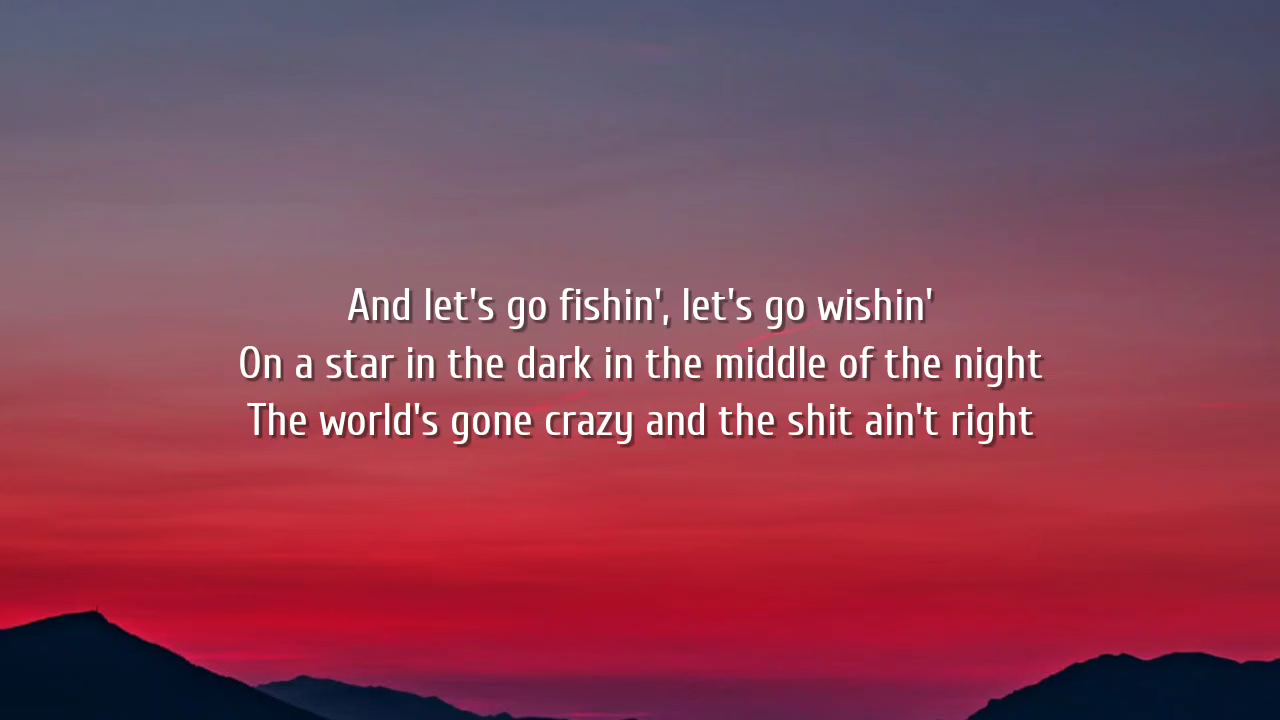 And let's go fishin', let's go wishin'
On a star in the dark in the middle of the night
The world's gone crazy and the shit ain't right